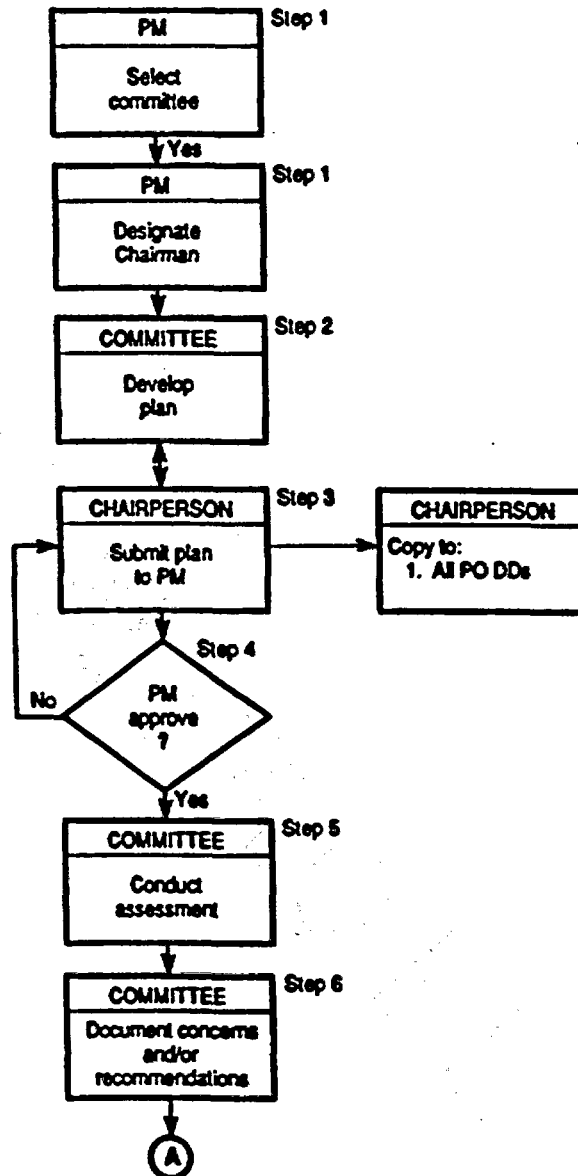 Step 1
PM
Select
committee
Yes
Step 1
PM
Designate
Chairman
Step 2
COMMITTEE
Develop
plan
Step 3
CHAIRPERSON
Submit plan
to PM
CHAIRPERSON
Copy to:
1. All PO DDs
Step 4
No
PM
approve
?
Yes
Step 5
COMMITTEE
Conduct
assessment
Step 6
COMMITTEE
Document concerns
and/or
recommendations
A